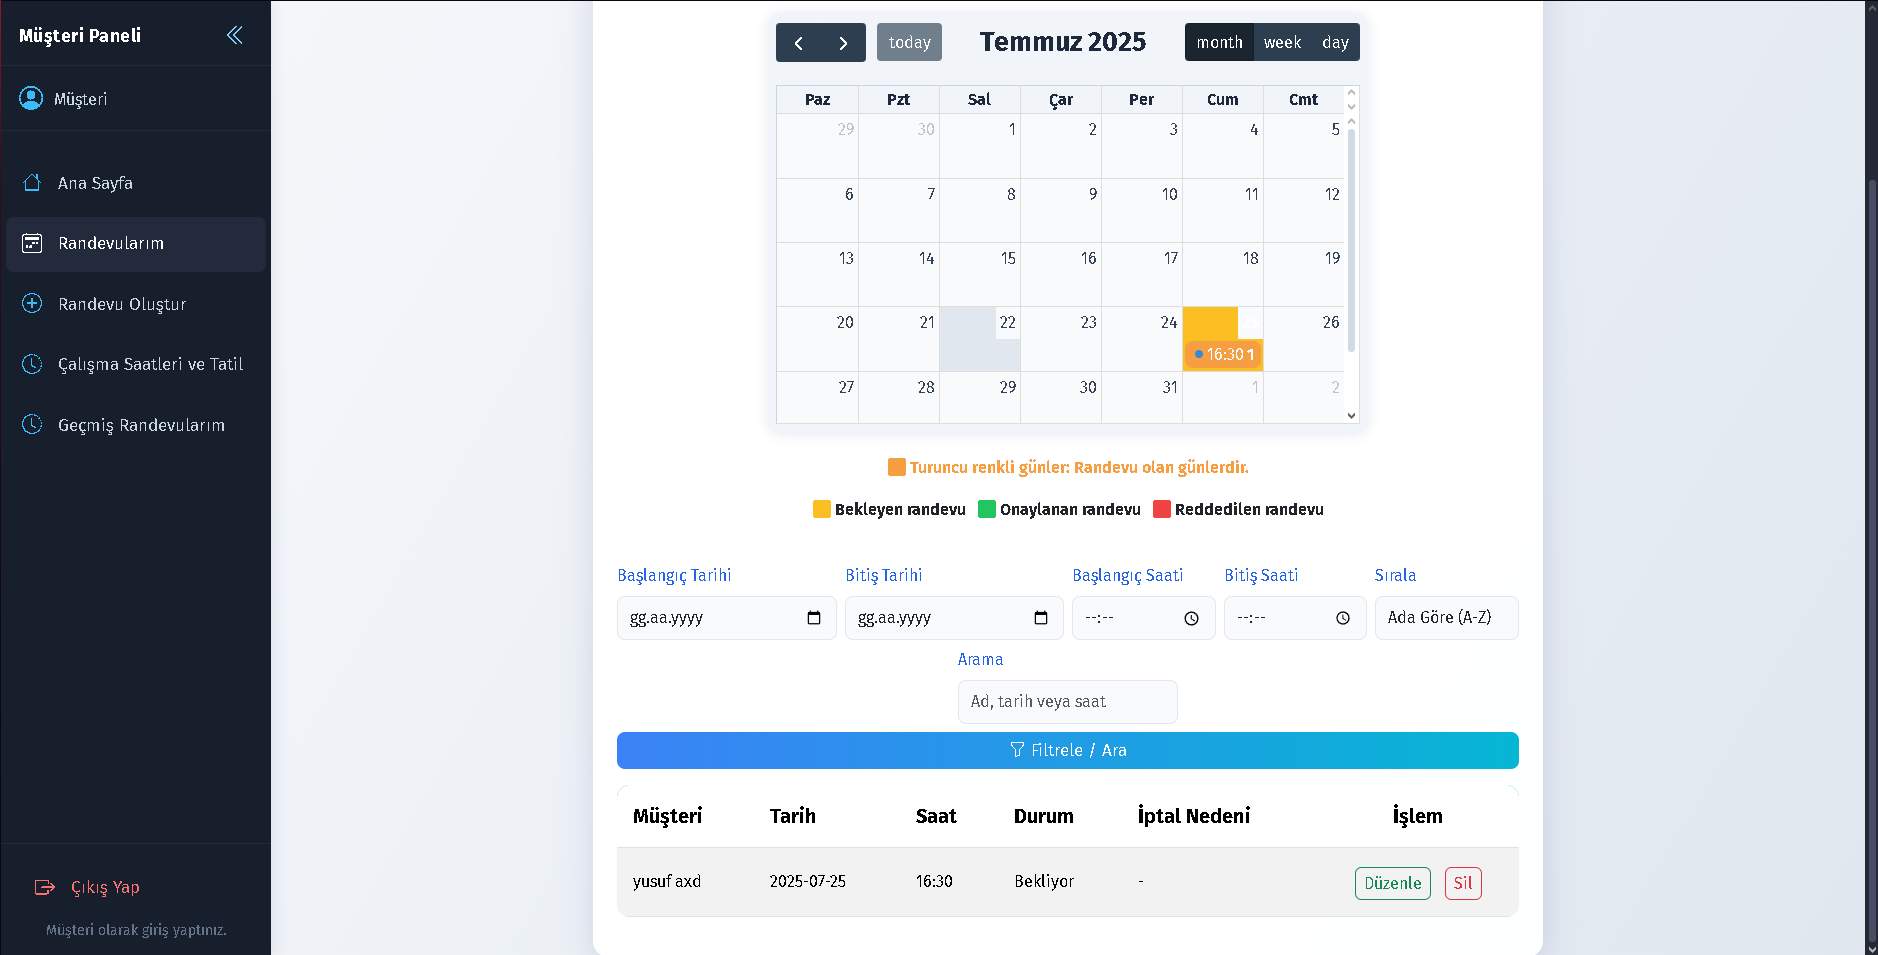 Müşteri Paneli
Müşteri
Ana Sayfa
Randevularım
Randevu Oluştur
Çalışma Saatleri ve Tatil
Geçmiş Randevularım
Çıkış Yap
Müşteri olarak giriş yaptınız.
today
Temmuz 2025
month week day
Paz Pzt Sal Çar Per Cum Cmt
29 30 1 2 3 4 5
6 7 8 9 10 11 12
13 14 15 16 17 18 19
20 21 22 23 24 25 26
16:30 1
27 28 29 30 31 1 2
Turuncu renkli günler: Randevu olan günlerdir.
Bekleyen randevu Onaylanan randevu Reddedilen randevu
Başlangıç Tarihi Bitiş Tarihi Başlangıç Saati Bitiş Saati Sırala
gg.aa.yyyy gg.aa.yyyy --:-- --:-- Ada Göre (A-Z)
Arama
Ad, tarih veya saat
Filtrele / Ara
Müşteri Tarih Saat Durum İptal Nedeni İşlem
yusuf axd 2025-07-25 16:30 Bekliyor - Düzenle Sil